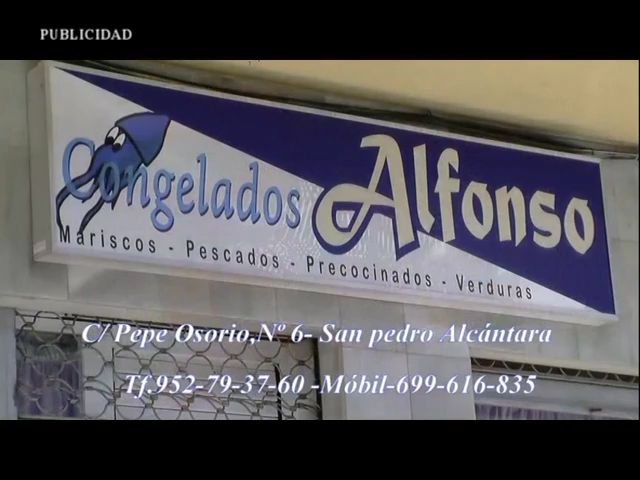 PUBLICIDAD
Congelados Alfonso
Mariscos - Pescados - Precocinados - Verduras
C/ Pepe Osorio,Nº 6- San pedro Alcántara
Tf.952-79-37-60 -Móbil-699-616-835